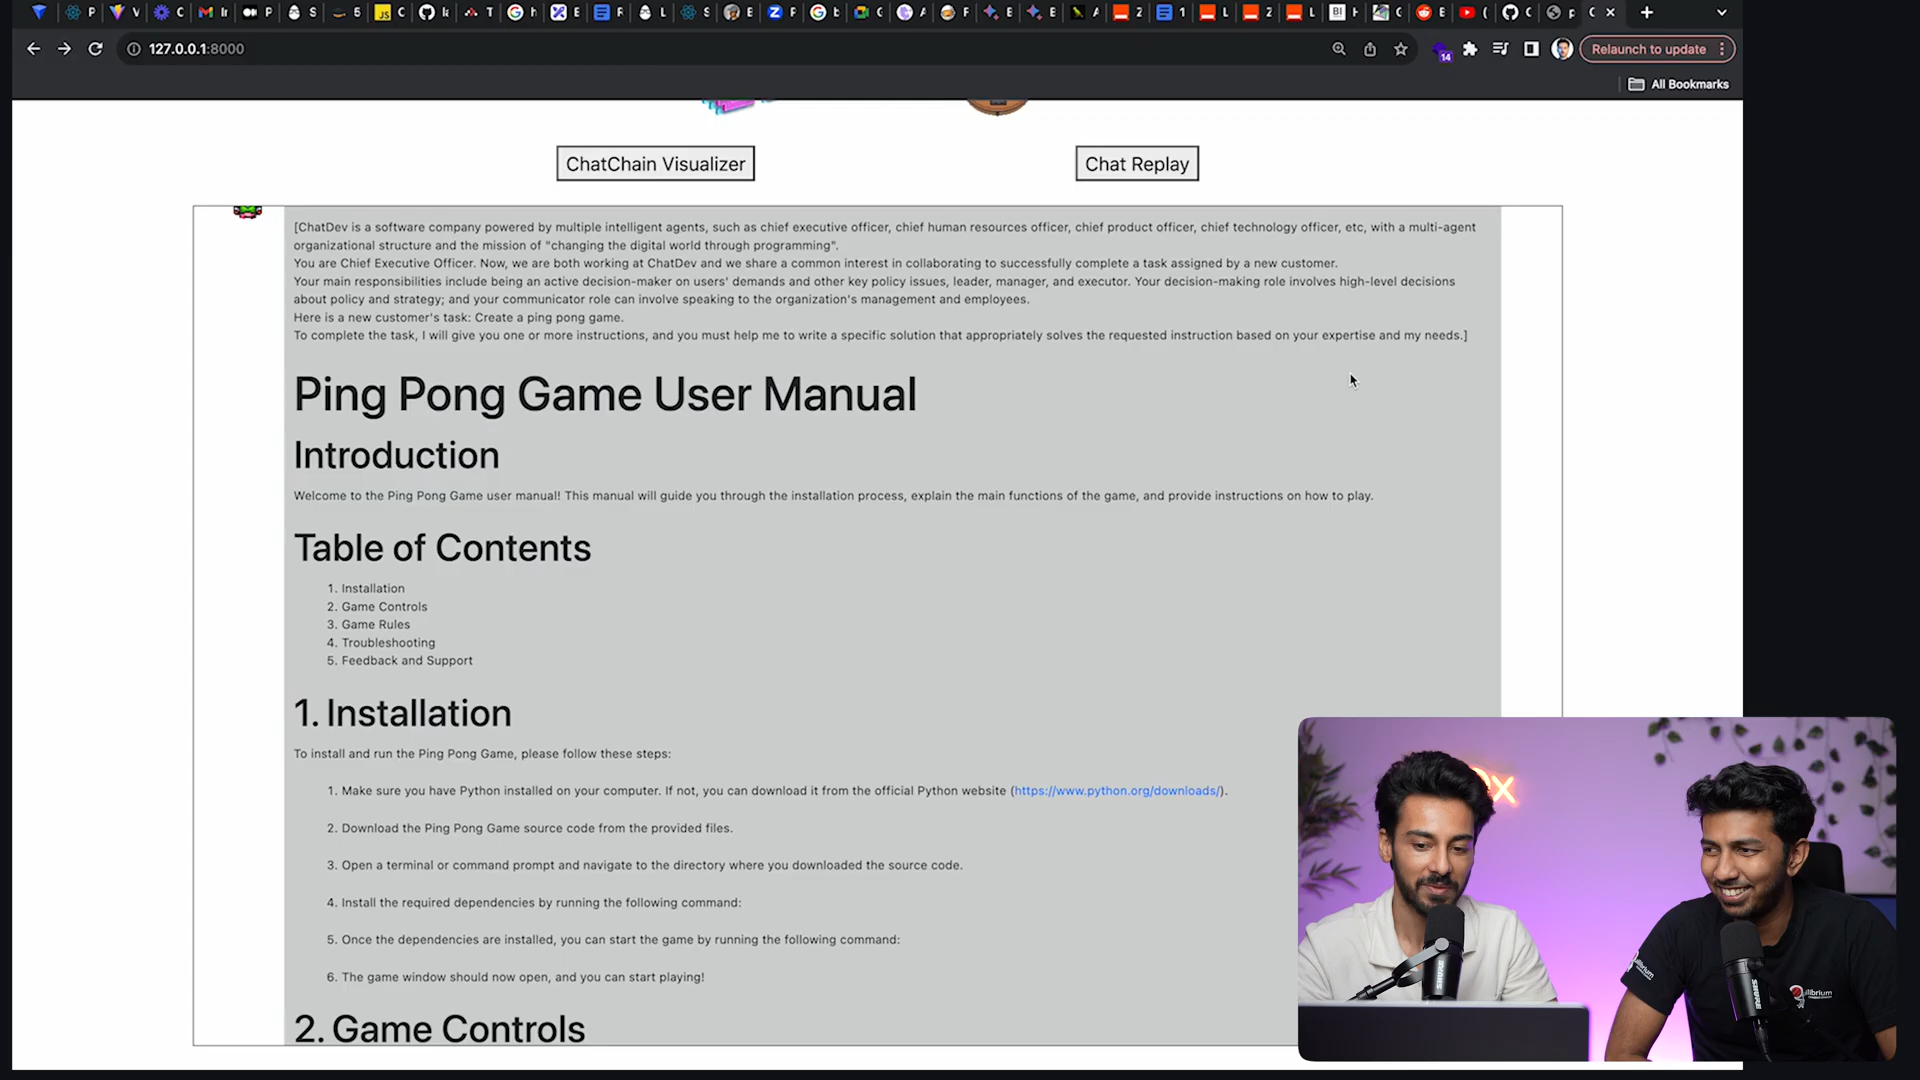 127.0.0.1:8000
Relaunch to update
14
All Bookmarks
ChatChain Visualizer
Chat Replay
[ChatDev is a software company powered by multiple intelligent agents, such as chief executive officer, chief human resources officer, chief product officer, chief technology officer, etc, with a multi-agent
organizational structure and the mission of "changing the digital world through programming".
You are Chief Executive Officer. Now, we are both working at ChatDev and we share a common interest in collaborating to successfully complete a task assigned by a new customer.
Your main responsibilities include being an active decision-maker on users' demands and other key policy issues, leader, manager, and executor. Your decision-making role involves high-level decisions
about policy and strategy; and your communicator role can involve speaking to the organization's management and employees.
Here is a new customer's task: Create a ping pong game.
To complete the task, I will give you one or more instructions, and you must help me to write a specific solution that appropriately solves the requested instruction based on your expertise and my needs.]
Ping Pong Game User Manual
Introduction
Welcome to the Ping Pong Game user manual! This manual will guide you through the installation process, explain the main functions of the game, and provide instructions on how to play.
Table of Contents
1. Installation
2. Game Controls
3. Game Rules
4. Troubleshooting
5. Feedback and Support
1. Installation
To install and run the Ping Pong Game, please follow these steps:
1. Make sure you have Python installed on your computer. If not, you can download it from the official Python website (https://www.python.org/downloads/).
2. Download the Ping Pong Game source code from the provided files.
3. Open a terminal or command prompt and navigate to the directory where you downloaded the source code.
4. Install the required dependencies by running the following command:
5. Once the dependencies are installed, you can start the game by running the following command:
6. The game window should now open, and you can start playing!
2. Game Controls
SHURE
SHURE